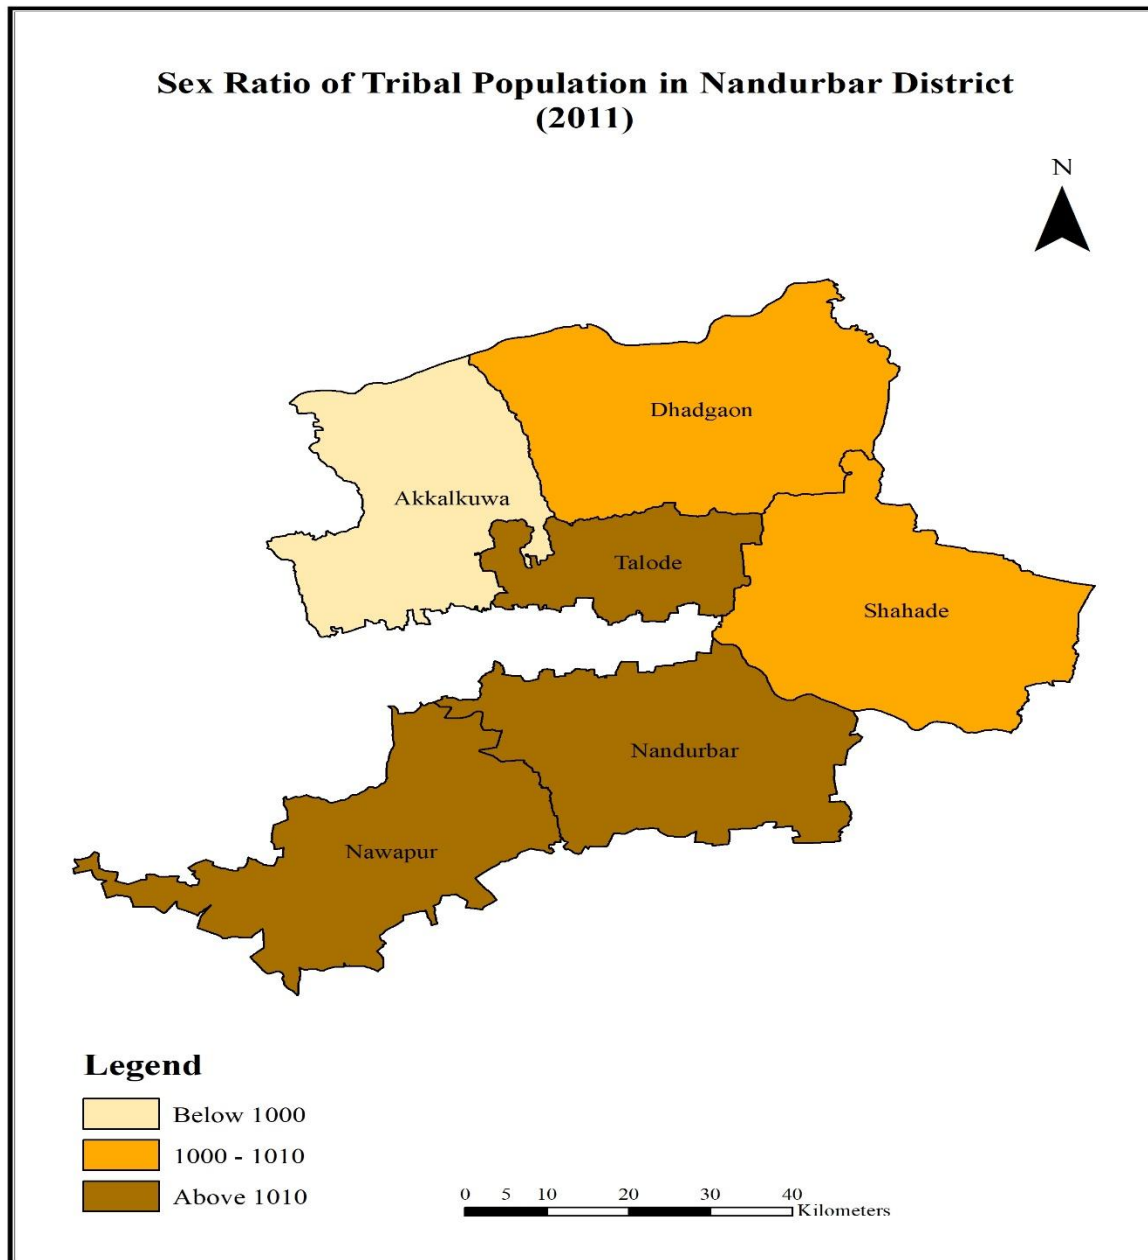 Sex Ratio of Tribal Population in Nandurbar District
(2011)
N
Dhadgaon
Akkalkuwa
Talode
Shahade
Nandurbar
Nawapur
Legend
Below 1000
1000 - 1010
Above 1010
0 5 10 20 30 40
Kilometers